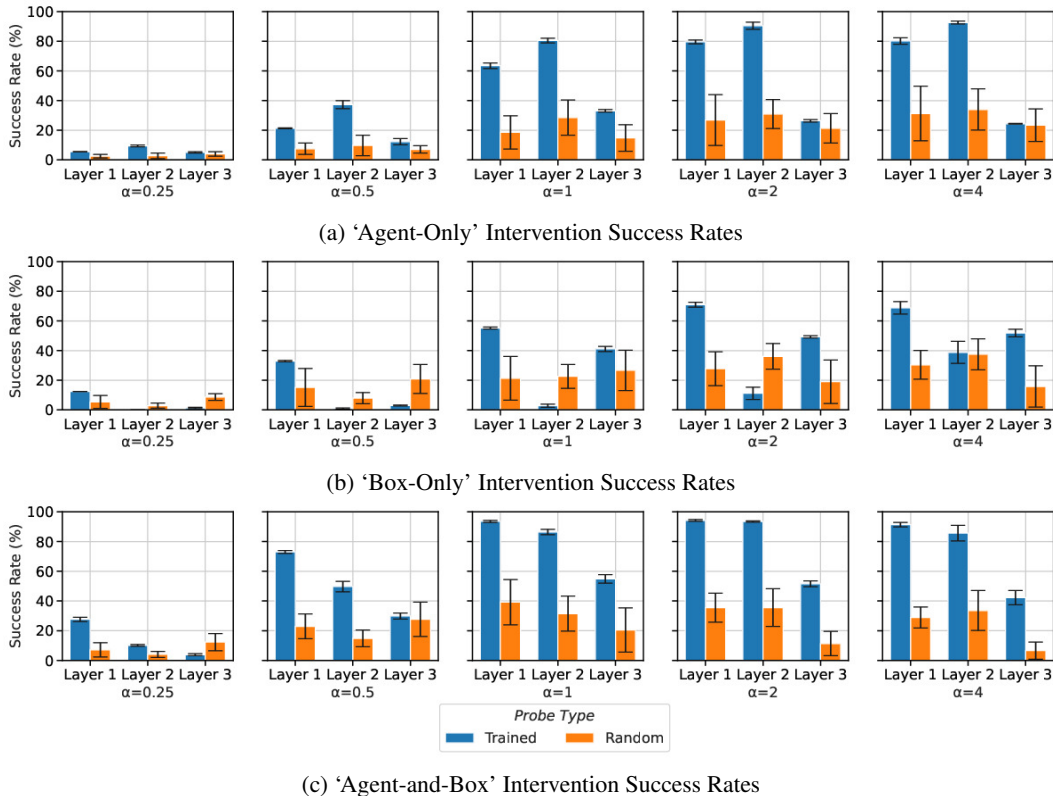 100
80
60
40
20
0
Success Rate (%)
Layer 1 Layer 2 Layer 3 Layer 1 Layer 2 Layer 3 Layer 1 Layer 2 Layer 3 Layer 1 Layer 2 Layer 3 Layer 1 Layer 2 Layer 3
α=0.25 α=0.5 α=1 α=2 α=4
(a) ‘Agent-Only’ Intervention Success Rates
100
80
60
40
20
0
Success Rate (%)
Layer 1 Layer 2 Layer 3 Layer 1 Layer 2 Layer 3 Layer 1 Layer 2 Layer 3 Layer 1 Layer 2 Layer 3 Layer 1 Layer 2 Layer 3
α=0.25 α=0.5 α=1 α=2 α=4
(b) ‘Box-Only’ Intervention Success Rates
100
80
60
40
20
0
Success Rate (%)
Layer 1 Layer 2 Layer 3 Layer 1 Layer 2 Layer 3 Layer 1 Layer 2 Layer 3 Layer 1 Layer 2 Layer 3 Layer 1 Layer 2 Layer 3
α=0.25 α=0.5 α=1 α=2 α=4
Probe Type
Trained Random
(c) ‘Agent-and-Box’ Intervention Success Rates